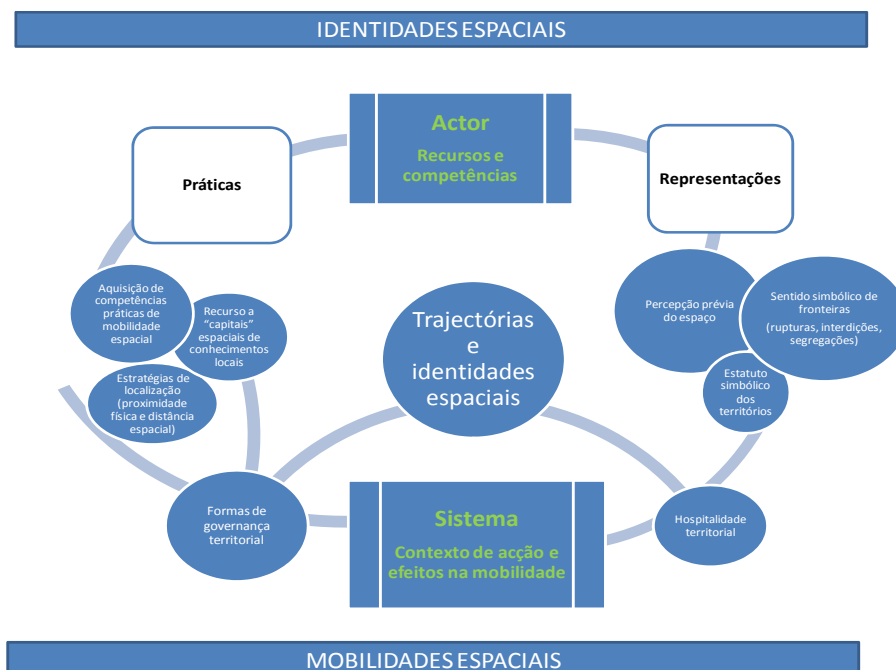 IDENTIDADES ESPACIAIS
Actor
Recursos e
competências
Práticas
Representações
Aquisição de
competências
práticas de
mobilidade
espacial
Recurso a
"capitais"
espaciais de
conhecimentos
locais
Estratégias de
localização
(proximidade
física e distância
espacial)
Trajectórias
e
identidades
espaciais
Percepção prévia
do espaço
Sentido simbólico de
fronteiras
(rupturas, interdições,
segregações)
Estatuto
simbólico
dos
territórios
Formas de
governança
territorial
Sistema
Contexto de acção e
efeitos na mobilidade
Hospitalidade
territorial
MOBILIDADES ESPACIAIS